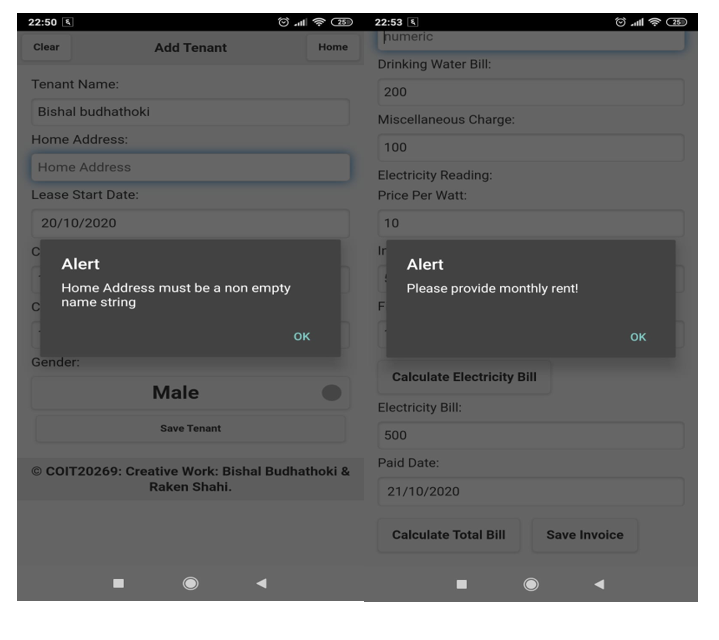 22:50
25
Clear
Add Tenant
Home
Tenant Name:
Bishal budhathoki
Home Address:
Home Address
Lease Start Date:
20/10/2020
C
Alert
Home Address must be a non empty
name string
C
OK
Gender:
Male
Save Tenant
© COIT20269: Creative Work: Bishal Budhathoki &
Raken Shahi.
22:53
25
numeric
Drinking Water Bill:
200
Miscellaneous Charge:
100
Electricity Reading:
Price Per Watt:
10
In
Alert
Please provide monthly rent!
F
OK
Calculate Electricity Bill
Electricity Bill:
500
Paid Date:
21/10/2020
Calculate Total Bill
Save Invoice